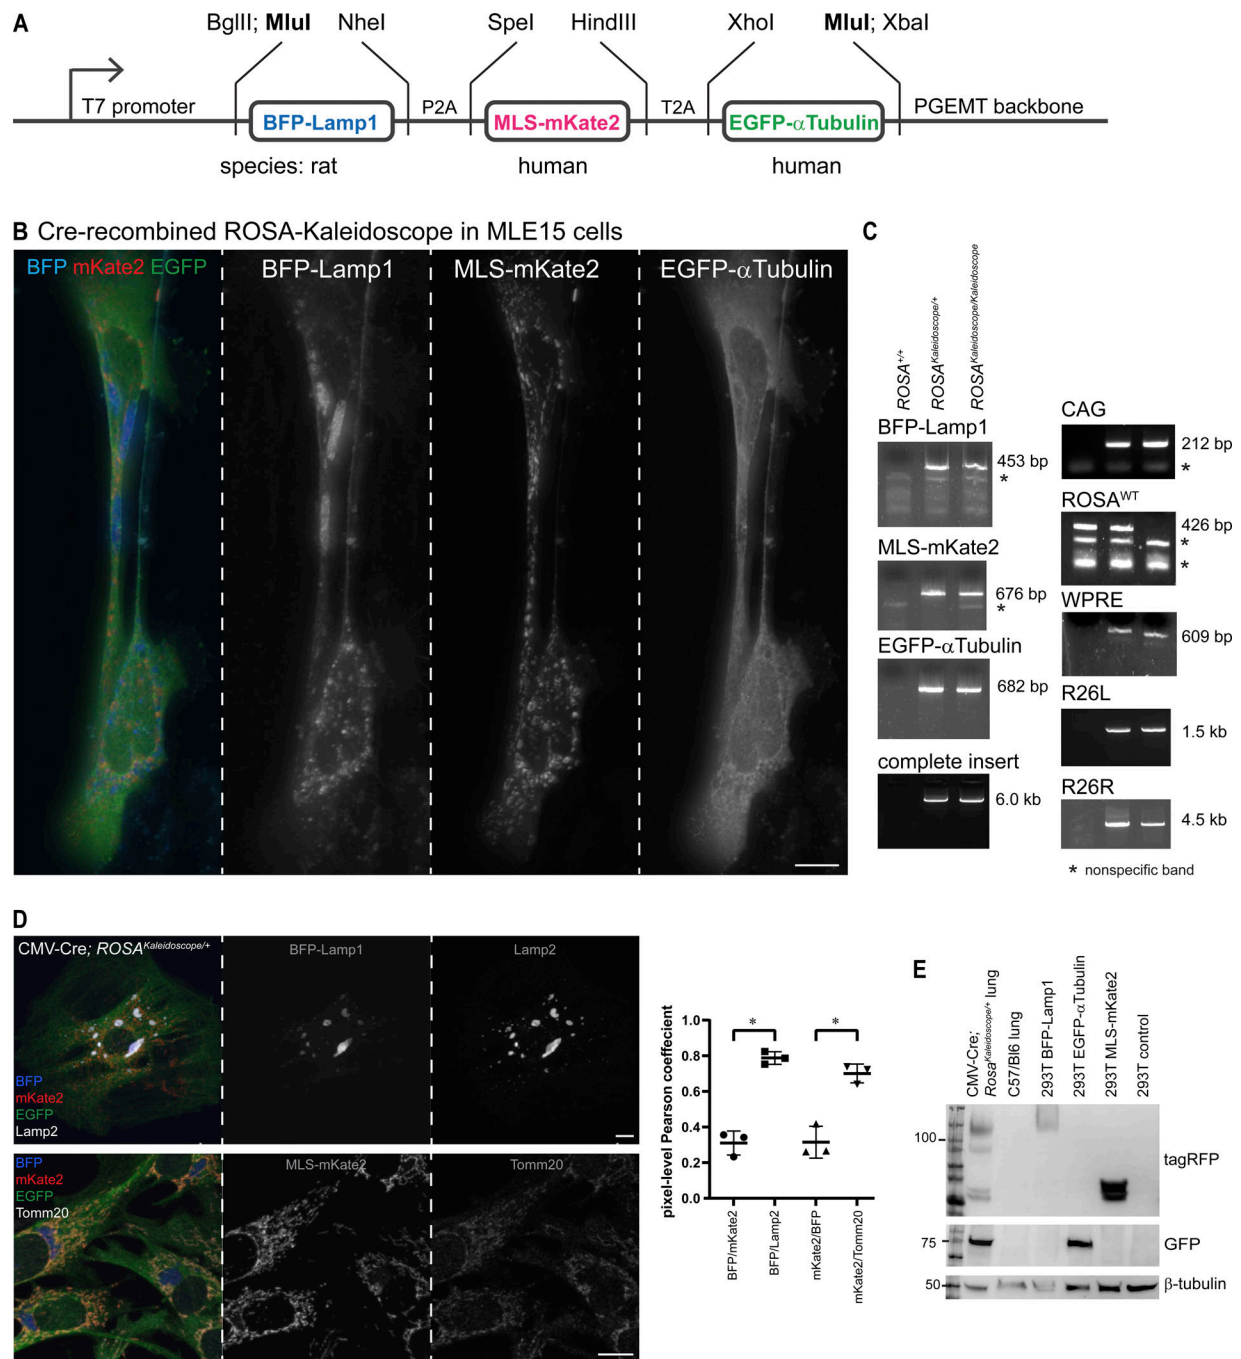 A
BglII; MluI NheI SpeI HindIII XhoI MluI; XbaI
T7 promoter BFP-Lamp1 P2A MLS-mKate2 T2A EGFP-αTubulin PGEMT backbone
species: rat human human
B Cre-recombined ROSA-Kaleidoscope in MLE15 cells
BFP mKate2 EGFP BFP-Lamp1 MLS-mKate2 EGFP-αTubulin
C
ROSA+/+
ROSAKaleidoscope/+
ROSAKaleidoscope/Kaleidoscope
BFP-Lamp1
453 bp
*
MLS-mKate2
676 bp
*
EGFP-αTubulin
682 bp
complete insert
6.0 kb
CAG
212 bp
*
ROSAWT
426 bp
*
*
WPRE
609 bp
R26L
1.5 kb
R26R
4.5 kb
* nonspecific band
D
CMV-Cre; ROSAKaleidoscope/+ BFP-Lamp1 Lamp2
BFP
mKate2
EGFP
Lamp2
BFP MLS-mKate2 Tomm20
mKate2
EGFP
Tomm20
pixel-level Pearson coeffecient
1.0
0.8
0.6
0.4
0.2
0.0
* *
BFP/mKate2
BFP/Lamp2
mKate2/BFP
mKate2/Tomm20
E
CMV-Cre;
RosaKaleidoscope/+ lung
C57/Bl6 lung
293T BFP-Lamp1
293T EGFP-αTubulin
293T MLS-mKate2
293T control
100 tagRFP
75 GFP
50 β-tubulin